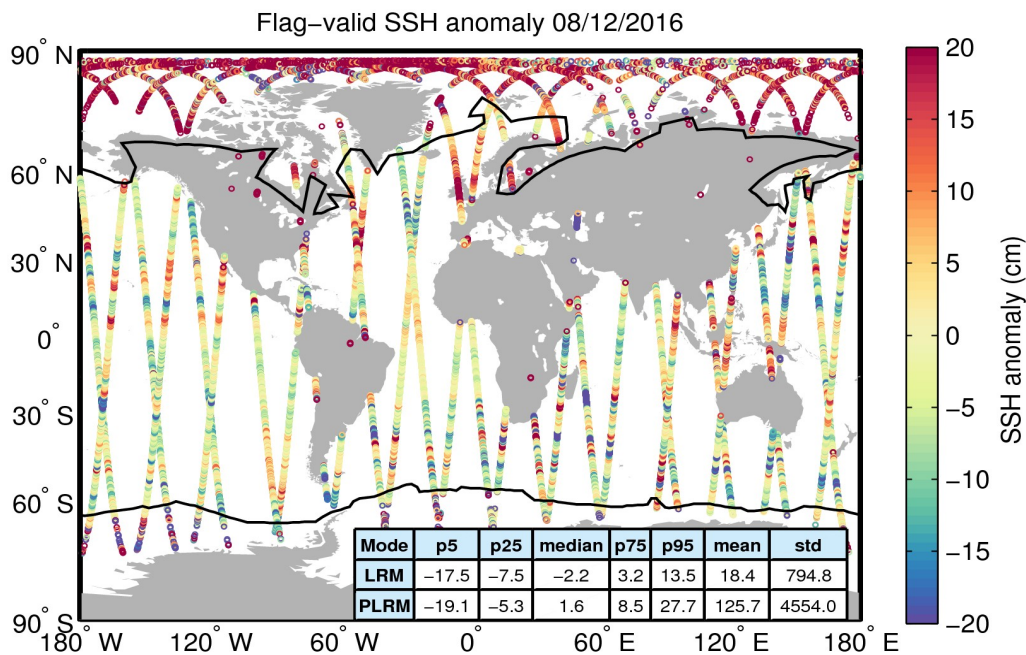 Flag−valid SSH anomaly 08/12/2016
90° N
60° N
30° N
0°
30° S
60° S
90° S
180° W
120° W
60° W
0°
60° E
120° E
180° E
Mode p5 p25 median p75 p95 mean std
LRM −17.5 −7.5 −2.2 3.2 13.5 18.4 794.8
PLRM −19.1 −5.3 1.6 8.5 27.7 125.7 4554.0
20
15
10
5
0
−5
−10
−15
−20
SSH anomaly (cm)